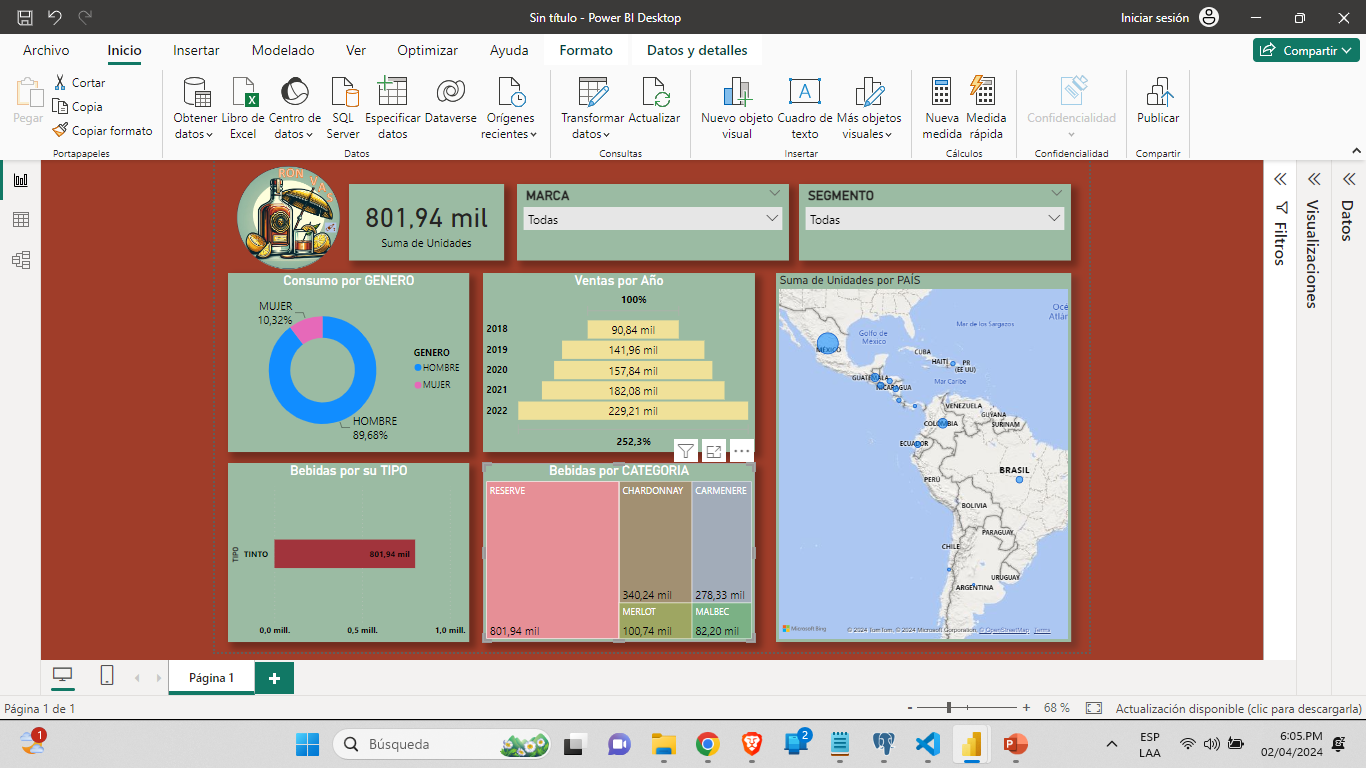 Sin título - Power BI Desktop
Iniciar sesión
Archivo
Inicio
Insertar
Modelado
Ver
Optimizar
Ayuda
Formato
Datos y detalles
Compartir
Pegar
Cortar
Copia
Copiar formato
Portapapeles
Obtener datos
Libro de Excel
Centro de datos
SQL Server
Especificar datos
Dataverse
Orígenes recientes
Datos
Transformar datos
Actualizar
Consultas
Nuevo objeto visual
Cuadro de texto
Más objetos visuales
Insertar
Nueva medida
Medida rápida
Cálculos
Confidencialidad
Confidencialidad
Publicar
Compartir
RON VAS
801,94 mil
Suma de Unidades
MARCA
Todas
SEGMENTO
Todas
Filtros
Visualizaciones
Datos
Consumo por GENERO
MUJER
10,32%
GENERO
HOMBRE
MUJER
HOMBRE
89,68%
Ventas por Año
100%
2018
90,84 mil
2019
141,96 mil
2020
157,84 mil
2021
182,08 mil
2022
229,21 mil
252,3%
Suma de Unidades por PAÍS
Golfo de México
Mar de los Sargazos
MÉXICO
CUBA
HAITÍ
PR
(EE UU)
GUATEMALA
NICARAGUA
Mar Caribe
VENEZUELA
GUYANA
SURINAM
COLOMBIA
ECUADOR
BRASIL
PERÚ
BOLIVIA
PARAGUAY
CHILE
URUGUAY
ARGENTINA
Microsoft Bing
© 2024 TomTom, © 2024 Microsoft Corporation, © OpenStreetMap Terms
Bebidas por su TIPO
TIPO
TINTO
801,94 mil
0,0 mill.
0,5 mill.
1,0 mill.
Bebidas por CATEGORIA
RESERVE
801,94 mil
CHARDONNAY
340,24 mil
CARMENERE
278,33 mil
MERLOT
100,74 mil
MALBEC
82,20 mil
Página 1
Página 1 de 1
68 %
Actualización disponible (clic para descargarla)
1
Búsqueda
2
ESP
LAA
6:05 PM
02/04/2024